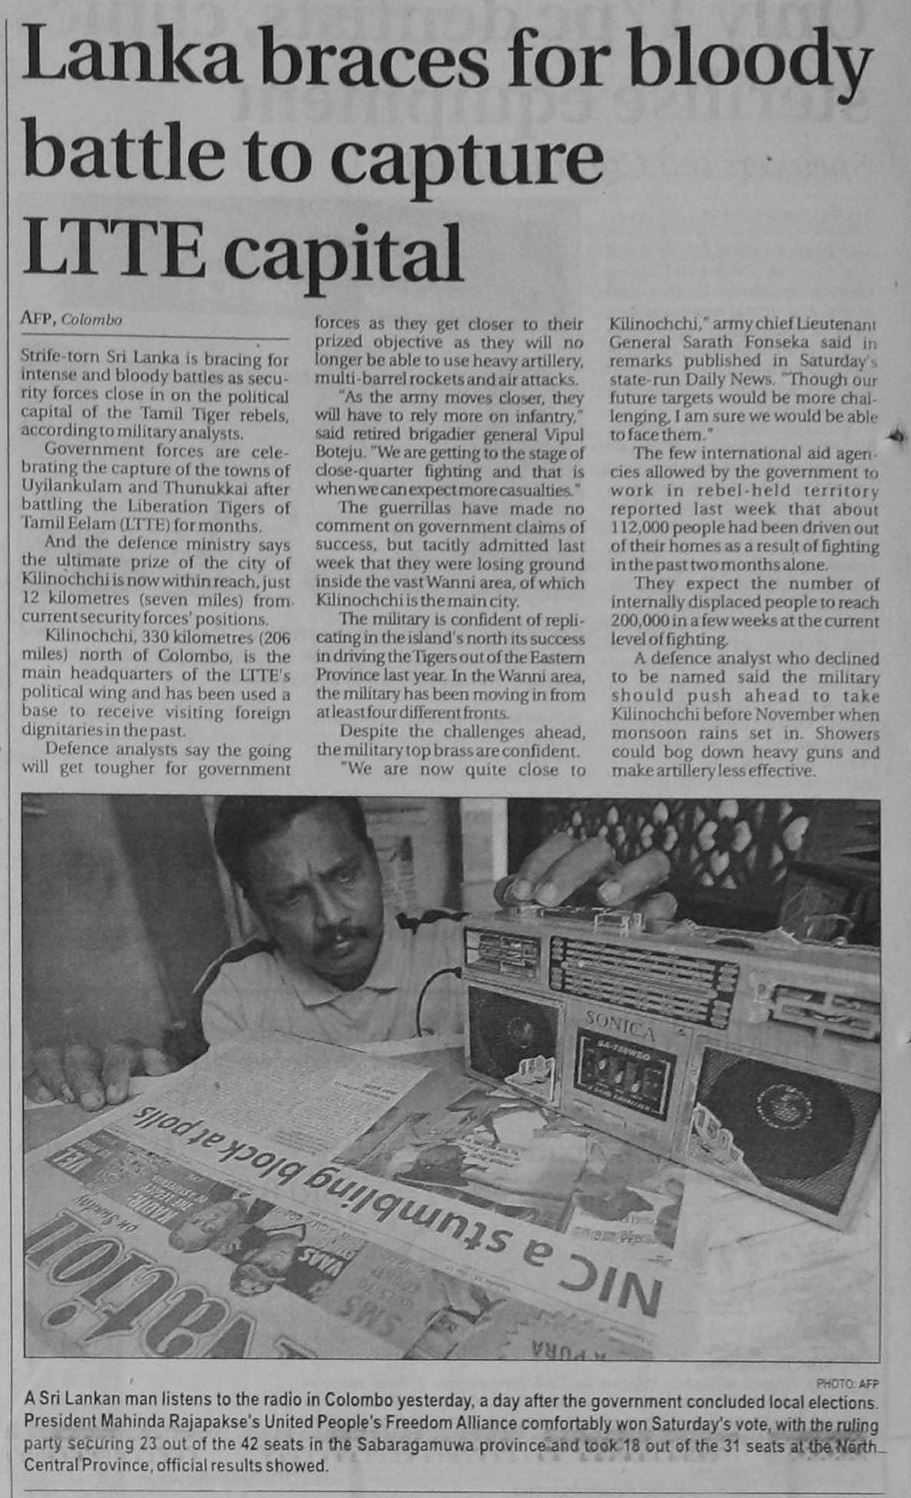 Lanka braces for bloody
battle to capture
LTTE capital
AFP, Colombo
Strife-torn Sri Lanka is bracing for
intense and bloody battles as secu-
rity forces close in on the political
capital of the Tamil Tiger rebels,
according to military analysts.
Government forces are cele-
brating the capture of the towns of
Uyilankulam and Thunukkai after
battling the Liberation Tigers of
Tamil Eelam (LTTE) for months.
And the defence ministry says
the ultimate prize of the city of
Kilinochchi is now within reach, just
12 kilometres (seven miles) from
current security forces' positions.
Kilinochchi, 330 kilometres (206
miles) north of Colombo, is the
main headquarters of the LTTE's
political wing and has been used a
base to receive visiting foreign
dignitaries in the past.
Defence analysts say the going
will get tougher for government
forces as they get closer to their
prized objective as they will no
longer be able to use heavy artillery,
multi-barrel rockets and air attacks.
"As the army moves closer, they
will have to rely more on infantry,"
said retired brigadier general Vipul
Boteju. "We are getting to the stage of
close-quarter fighting and that is
when we can expect more casualties."
The guerrillas have made no
comment on government claims of
success, but tacitly admitted last
week that they were losing ground
inside the vast Wanni area, of which
Kilinochchi is the main city.
The military is confident of repli-
cating in the island's north its success
in driving the Tigers out of the Eastern
Province last year. In the Wanni area,
the military has been moving in from
at least four different fronts.
Despite the challenges ahead,
the military top brass are confident.
"We are now quite close to
Kilinochchi," army chief Lieutenant
General Sarath Fonseka said in
remarks published in Saturday's
state-run Daily News. "Though our
future targets would be more chal-
lenging, I am sure we would be able
to face them."
The few international aid agen-
cies allowed by the government to
work in rebel-held territory
reported last week that about
112,000 people had been driven out
of their homes as a result of fighting
in the past two months alone.
They expect the number of
internally displaced people to reach
200,000 in a few weeks at the current
level of fighting.
A defence analyst who declined
to be named said the military
should push ahead to take
Kilinochchi before November when
monsoon rains set in. Showers
could bog down heavy guns and
make artillery less effective.
SONICA
NIC a stumbling block at polls
VAAS
SMS
A PURA
on Sunday
PHOTO: AFP
A Sri Lankan man listens to the radio in Colombo yesterday, a day after the government concluded local elections.
President Mahinda Rajapakse's United People's Freedom Alliance comfortably won Saturday's vote, with the ruling
party securing 23 out of the 42 seats in the Sabaragamuwa province and took 18 out of the 31 seats at the North
Central Province, official results showed.